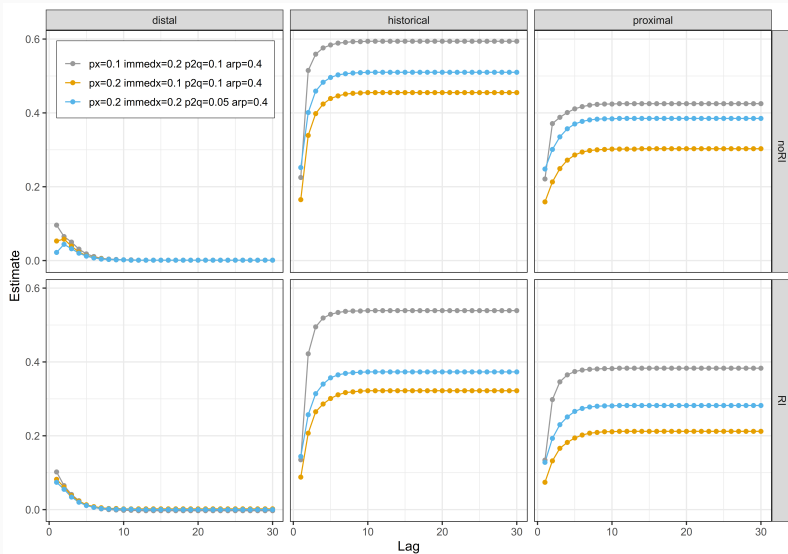 distal
historical
proximal
px=0.1 immedx=0.2 p2q=0.1 arp=0.4
px=0.2 immedx=0.1 p2q=0.1 arp=0.4
px=0.2 immedx=0.2 p2q=0.05 arp=0.4
0.6
0.4
0.2
0.0
noRI
Estimate
0.6
0.4
0.2
0.0
RI
0 10 20 30
0 10 20 30
0 10 20 30
Lag